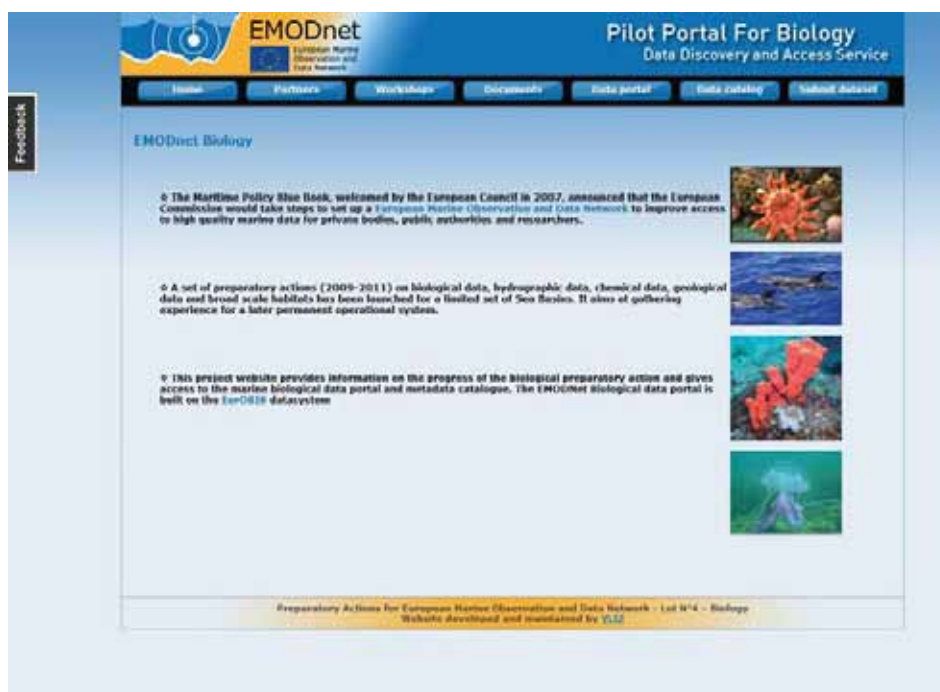 EMODnet
European Marine
Observation and
Data Network
Pilot Portal For Biology
Data Discovery and Access Service
Home
Partners
Workshops
Documents
Data portal
Data catalog
Submit dataset
Feedback
EMODnet Biology
The Maritime Policy Blue Book, welcomed by the European Council in 2007, announced that the European
Commission would take steps to set up a European Marine Observation and Data Network to improve access
to high quality marine data for private bodies, public authorities and researchers.
A set of preparatory actions (2009-2011) on biological data, hydrographic data, chemical data, geological
data and broad scale habitats has been launched for a limited set of Sea Basins. It aims at gathering
experience for a later permanent operational system.
This project website provides information on the progress of the biological preparatory action and gives
access to the marine biological data portal and metadata catalogue. The EMODNet Biological data portal is
built on the EurOBIS datasystem
Preparatory Actions for European Marine Observation and Data Network - Lot N°4 - Biology
Website developed and maintained by VLIZ